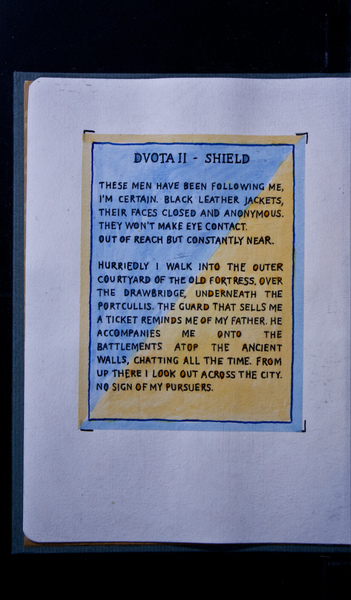 DVOTA II - SHIELD
THESE MEN HAVE BEEN FOLLOWING ME,
I'M CERTAIN. BLACK LEATHER JACKETS,
THEIR FACES CLOSED AND ANONYMOUS.
THEY WON'T MAKE EYE CONTACT.
OUT OF REACH BUT CONSTANTLY NEAR.
HURRIEDLY I WALK INTO THE OUTER
COURTYARD OF THE OLD FORTRESS, OVER
THE DRAWBRIDGE, UNDERNEATH THE
PORTCULLIS. THE GUARD THAT SELLS ME
A TICKET REMINDS ME OF MY FATHER. HE
ACCOMPANIES ME ONTO THE
BATTLEMENTS ATOP THE ANCIENT
WALLS, CHATTING ALL THE TIME. FROM
UP THERE I LOOK OUT ACROSS THE CITY.
NO SIGN OF MY PURSUERS.